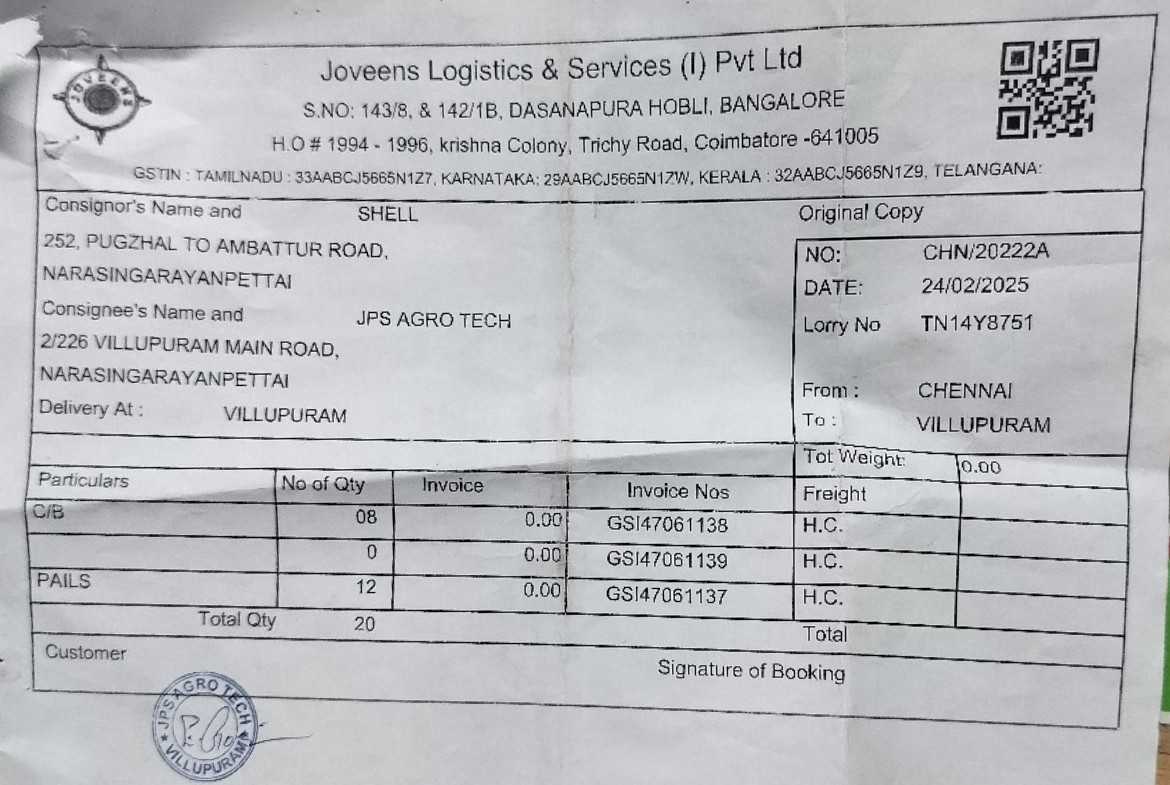 JOVEENS
Joveens Logistics & Services (I) Pvt Ltd
S.NO: 143/8, & 142/1B, DASANAPURA HOBLI, BANGALORE
H.O # 1994 - 1996, krishna Colony, Trichy Road, Coimbatore -641005
GSTIN : TAMILNADU : 33AABCJ5665N1Z7, KARNATAKA: 29AABCJ5665N1ZW, KERALA : 32AABCJ5665N1Z9, TELANGANA:
Consignor's Name and SHELL
252, PUGZHAL TO AMBATTUR ROAD,
NARASINGARAYANPETTAI
Consignee's Name and JPS AGRO TECH
2/226 VILLUPURAM MAIN ROAD,
NARASINGARAYANPETTAI
Delivery At : VILLUPURAM
Original Copy
NO: CHN/20222A
DATE: 24/02/2025
Lorry No TN14Y8751
From : CHENNAI
To : VILLUPURAM
Tot Weight: 0.00
Particulars No of Qty Invoice Invoice Nos Freight
C/B 08 0.00 GSI47061138 H.C.
0 0.00 GSI47061139 H.C.
PAILS 12 0.00 GSI47061137 H.C.
Total Qty 20 Total
Customer Signature of Booking
JPS AGRO TECH
VILLUPURAM